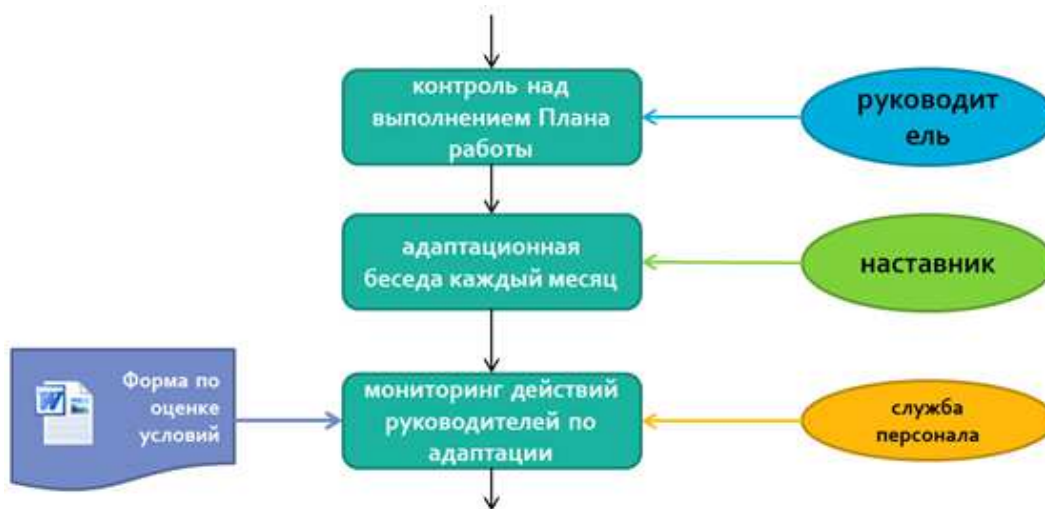 контроль над
выполнением Плана
работы
руководит
ель
адаптационная
беседа каждый месяц
наставник
Форма по
оценке
условий
мониторинг действий
руководителей по
адаптации
служба
персонала